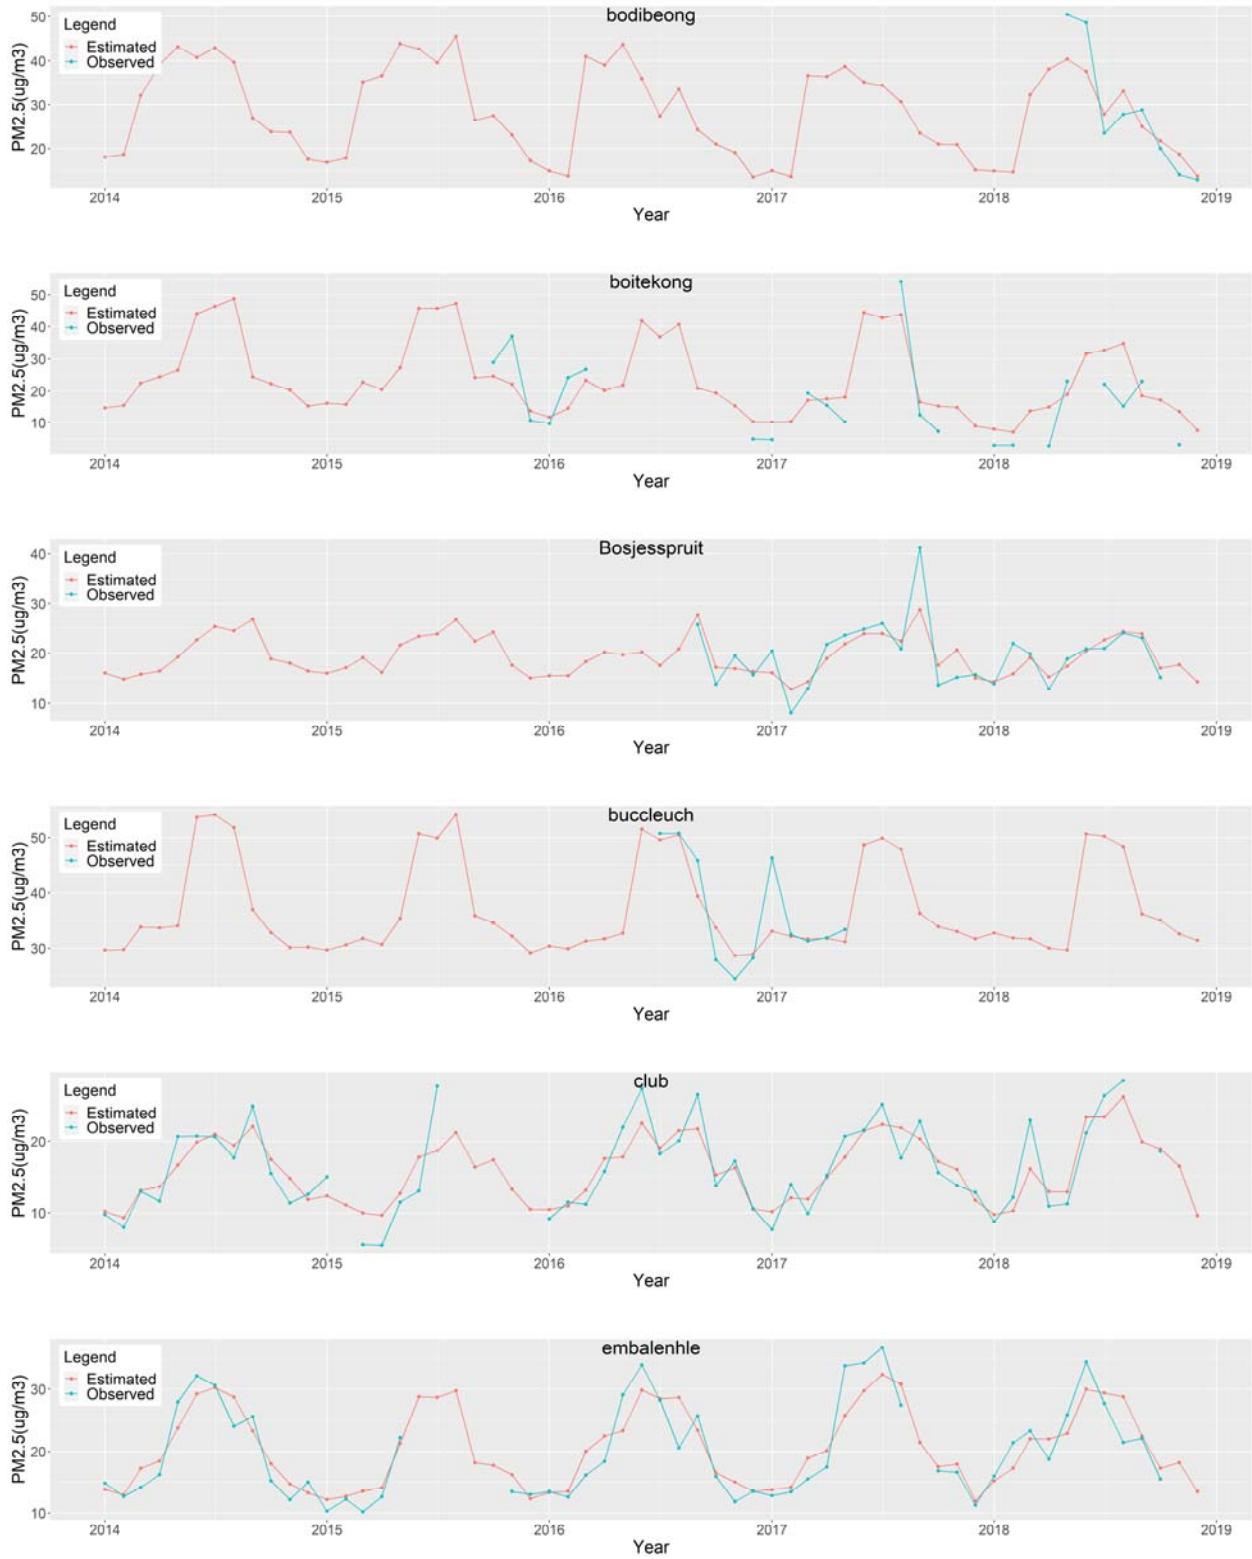 bodibeong
Legend
Estimated
Observed
PM2.5(ug/m3)
50
40
30
20
2014 2015 2016 2017 2018 2019
Year
boitekong
Legend
Estimated
Observed
PM2.5(ug/m3)
50
40
30
20
10
2014 2015 2016 2017 2018 2019
Year
Bosjesspruit
Legend
Estimated
Observed
PM2.5(ug/m3)
40
30
20
10
2014 2015 2016 2017 2018 2019
Year
buccleuch
Legend
Estimated
Observed
PM2.5(ug/m3)
50
40
30
2014 2015 2016 2017 2018 2019
Year
club
Legend
Estimated
Observed
PM2.5(ug/m3)
20
10
2014 2015 2016 2017 2018 2019
Year
embalenhle
Legend
Estimated
Observed
PM2.5(ug/m3)
30
20
10
2014 2015 2016 2017 2018 2019
Year